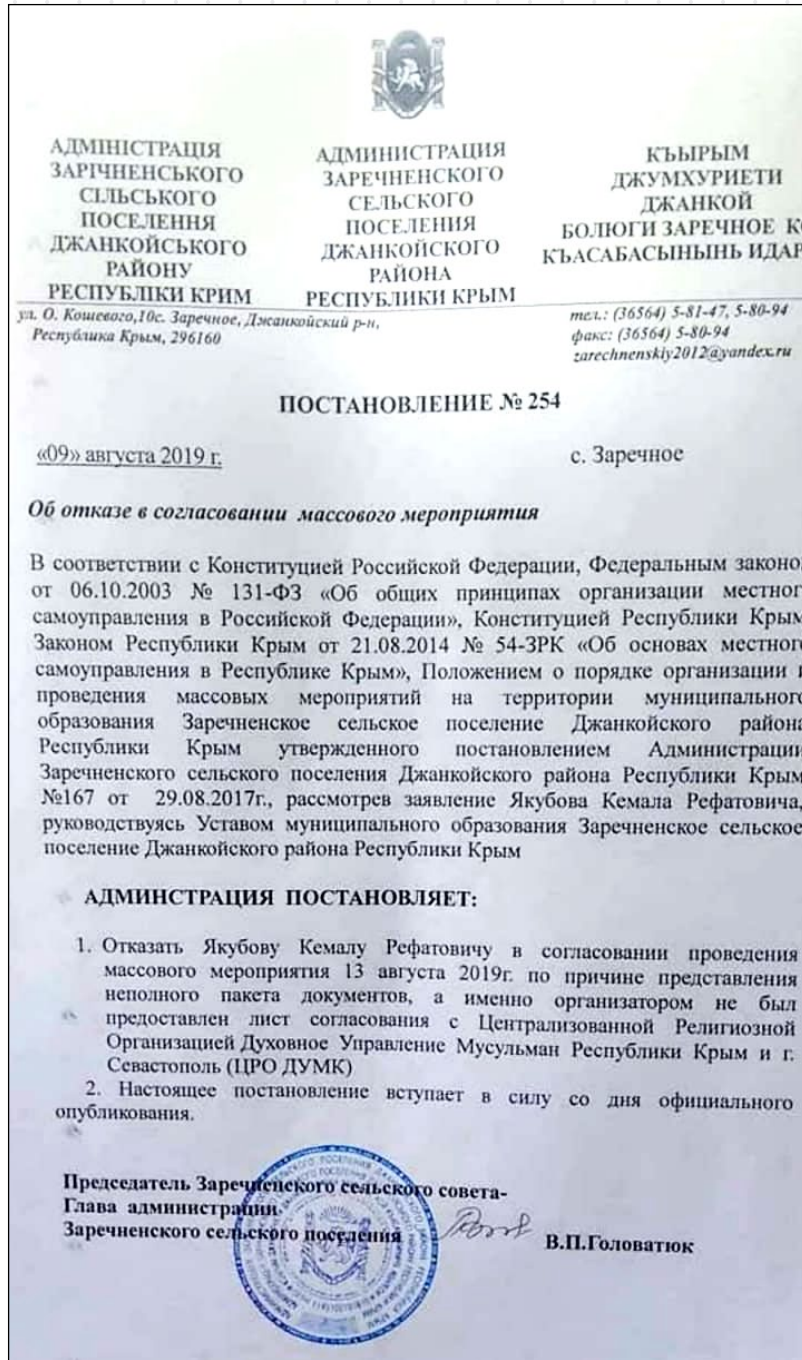 АДМІНІСТРАЦІЯ
ЗАРІЧНЕНСЬКОГО
СІЛЬСЬКОГО
ПОСЕЛЕННЯ
ДЖАНКОЙСЬКОГО
РАЙОНУ
РЕСПУБЛІКИ КРИМ
АДМИНИСТРАЦИЯ
ЗАРЕЧНЕНСКОГО
СЕЛЬСКОГО
ПОСЕЛЕНИЯ
ДЖАНКОЙСКОГО
РАЙОНА
РЕСПУБЛИКИ КРЫМ
КЪЫРЫМ
ДЖУМХУРИЕТИ
ДЖАНКОЙ
БОЛЮГИ ЗАРЕЧНОЕ К
КЪАСАБАСЫНЫНЬ ИДАР
ул. О. Кошевого,10с. Заречное, Джанкойский р-н,
Республика Крым, 296160
тел.: (36564) 5-81-47, 5-80-94
факс: (36564) 5-80-94
zarechnenskiy2012@yandex.ru
ПОСТАНОВЛЕНИЕ № 254
«09» августа 2019 г. с. Заречное
Об отказе в согласовании массового мероприятия
В соответствии с Конституцией Российской Федерации, Федеральным законо
от 06.10.2003 № 131-ФЗ «Об общих принципах организации местног
самоуправления в Российской Федерации», Конституцией Республики Крым
Законом Республики Крым от 21.08.2014 № 54-ЗРК «Об основах местног
самоуправления в Республике Крым», Положением о порядке организации и
проведения массовых мероприятий на территории муниципальног
образования Заречненское сельское поселение Джанкойского района
Республики Крым утвержденного постановлением Администрации
Заречненского сельского поселения Джанкойского района Республики Крым
№167 от 29.08.2017г., рассмотрев заявление Якубова Кемала Рефатовича,
руководствуясь Уставом муниципального образования Заречненское сельское
поселение Джанкойского района Республики Крым
АДМИНСТРАЦИЯ ПОСТАНОВЛЯЕТ:
1. Отказать Якубову Кемалу Рефатовичу в согласовании проведения
массового мероприятия 13 августа 2019г. по причине представления
неполного пакета документов, а именно организатором не был
предоставлен лист согласования с Централизованной Религиозной
Организацией Духовное Управление Мусульман Республики Крым и г.
Севастополь (ЦРО ДУМК)
2. Настоящее постановление вступает в силу со дня официального
опубликования.
Председатель Заречненского сельского совета-
Глава администрации
Заречненского сельского поселения В.П.Головатюк